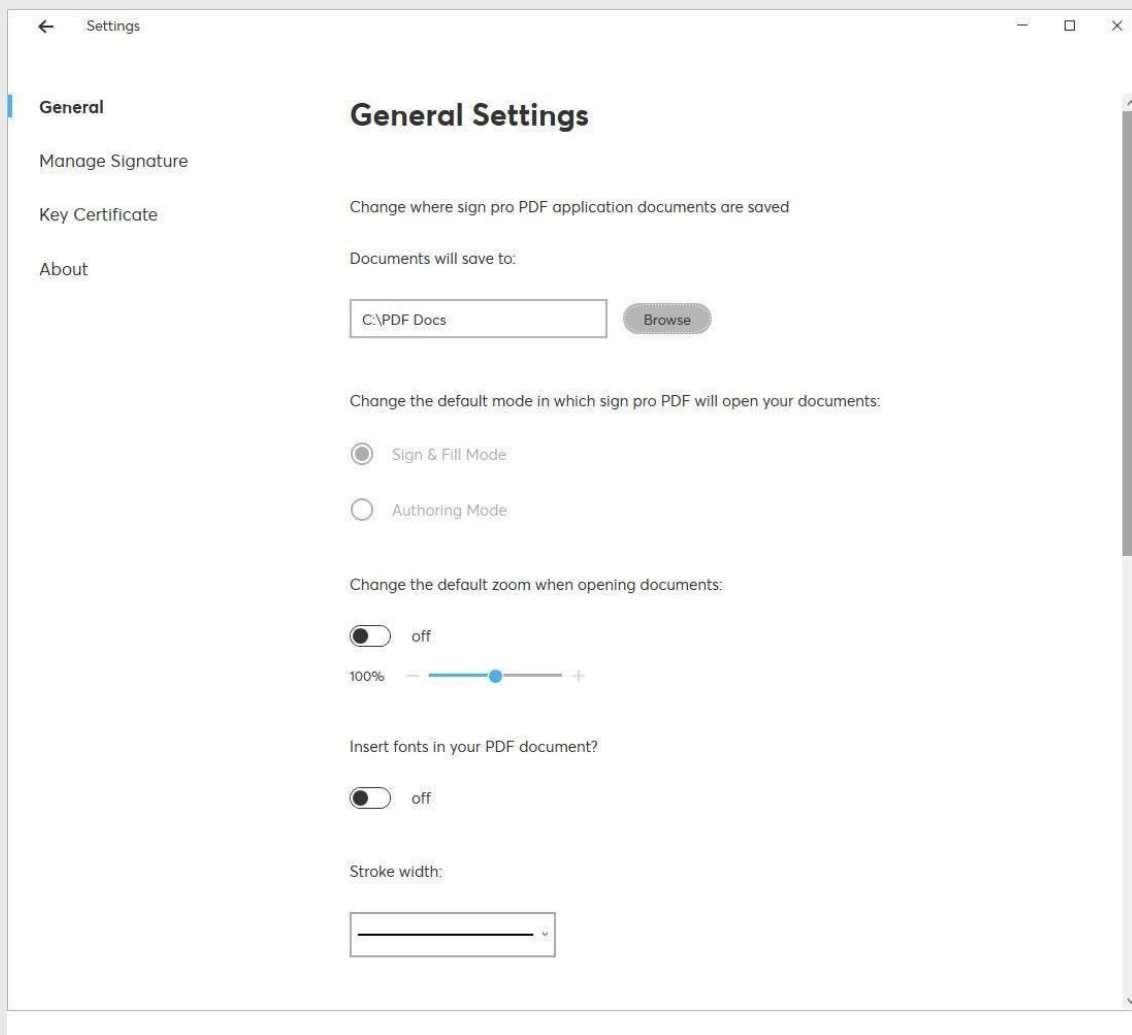 Settings
General
Manage Signature
Key Certificate
About
General Settings
Change where sign pro PDF application documents are saved
Documents will save to:
C:\PDF Docs
Browse
Change the default mode in which sign pro PDF will open your documents:
Sign & Fill Mode
Authoring Mode
Change the default zoom when opening documents:
off
100%
Insert fonts in your PDF document?
off
Stroke width: